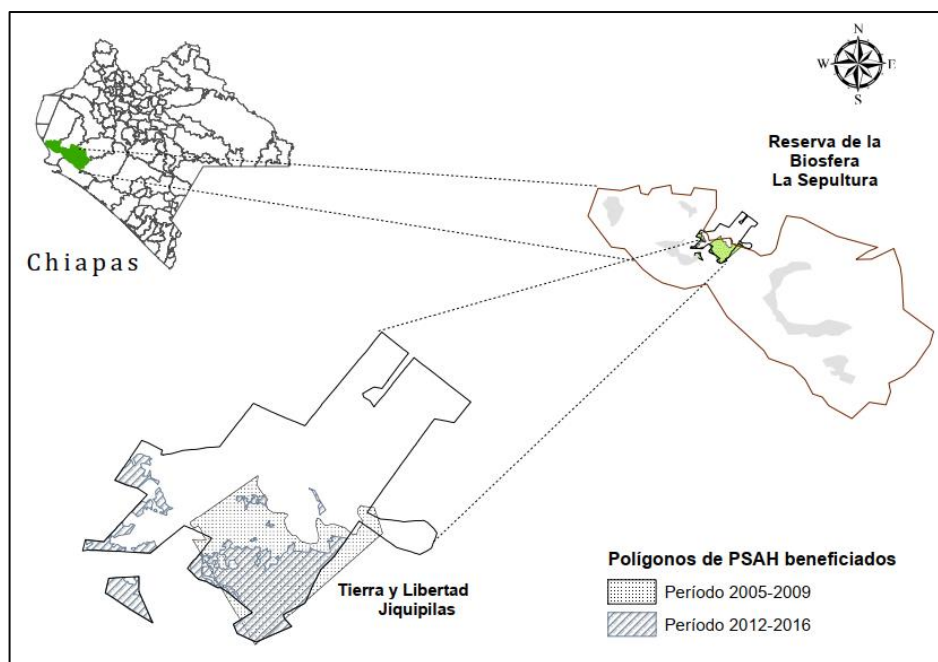 N
W
E
S
Reserva de la
Biosfera
La Sepultura
Chiapas
Tierra y Libertad
Jiquipilas
Polígonos de PSAH beneficiados
Período 2005-2009
Período 2012-2016